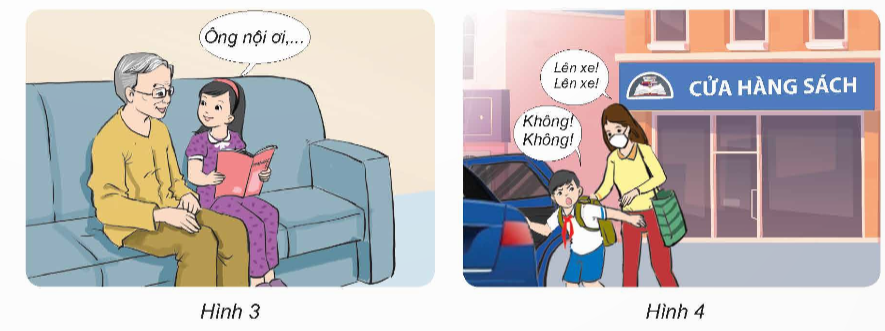 Ông nội ơi,...
Lên xe!
Lên xe!
CỬA HÀNG SÁCH
Không!
Không!
Hình 3
Hình 4